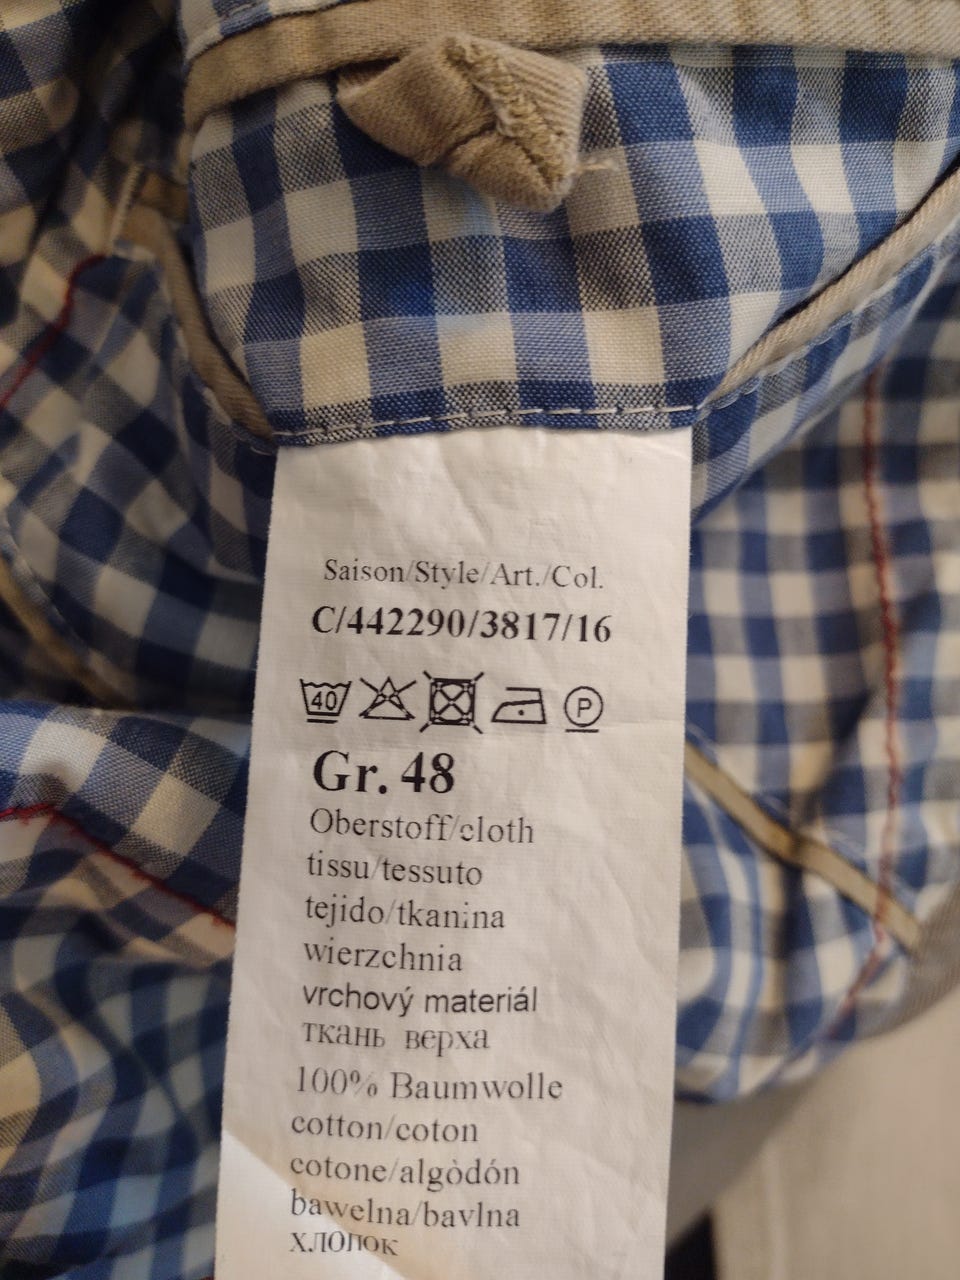 Saison/Style/Art./Col.
C/442290/3817/16
40 P
Gr. 48
Oberstoff/cloth
tissu/tessuto
tejido/tkanina
wierzchnia
vrchový materiál
ткань верха
100% Baumwolle
cotton/coton
cotone/algòdón
bawelna/bavlna
хлопок